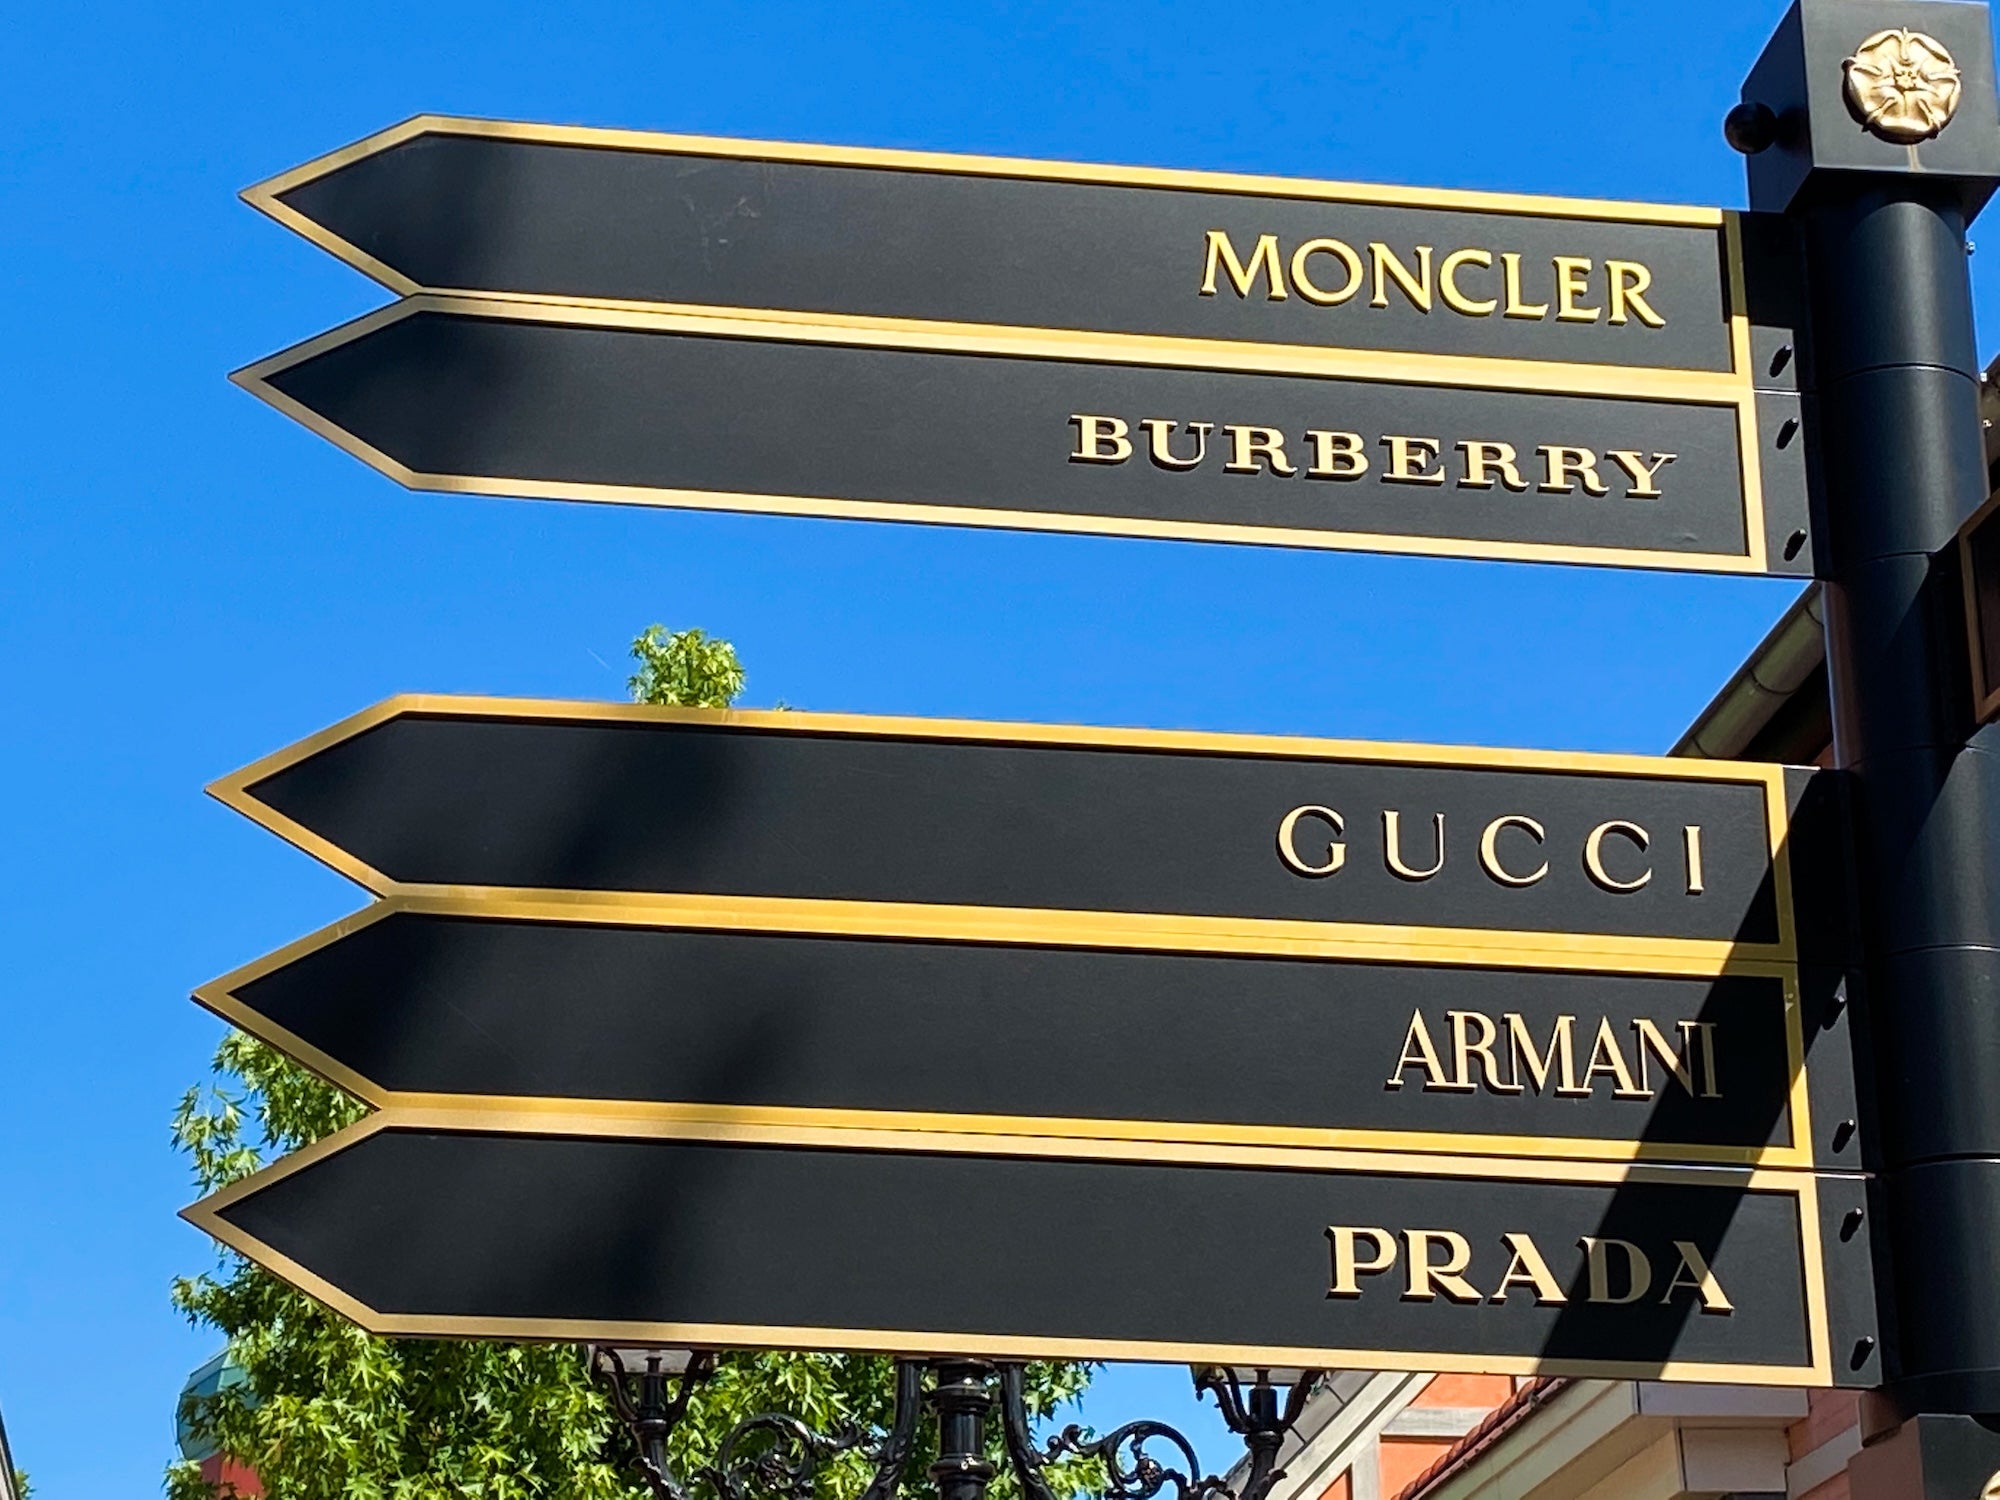 MONCLER
BURBERRY
GUCCI
ARMANI
PRADA